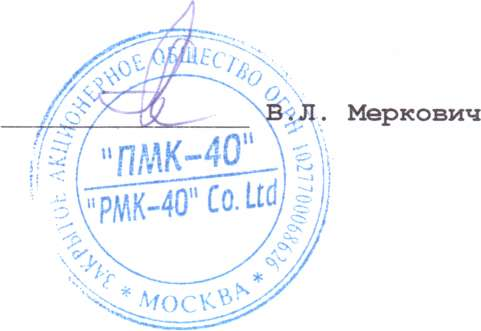 В.Л. Меркович
ЗАКРЫТОЕ АКЦИОНЕРНОЕ ОБЩЕСТВО ОГРН 1027700068626
"ПМК-40"
"PMK-40" Co. Ltd
* МОСКВА *